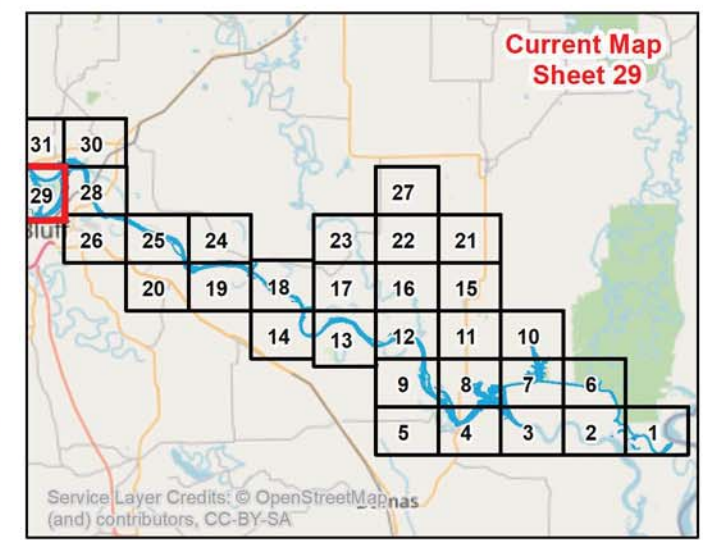 Current Map
Sheet 29
31 30
29 28 27
Bluff 26 25 24 23 22 21
20 19 18 17 16 15
14 13 12 11 10
9 8 7 6
5 4 3 2 1
Service Layer Credits: © OpenStreetMap
(and) contributors, CC-BY-SA